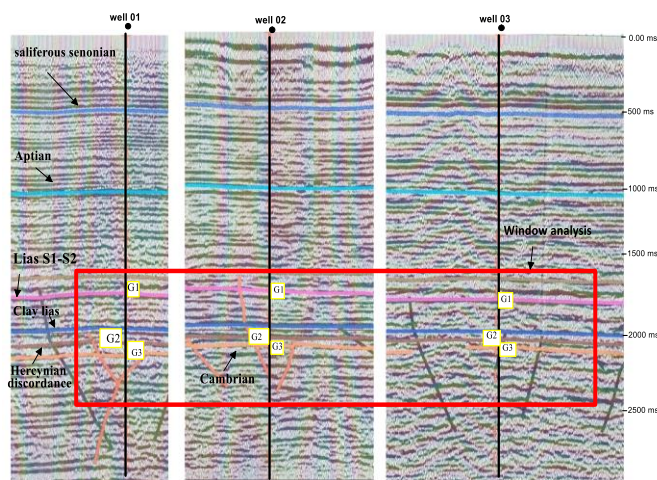 well 01
well 02
well 03
0.00 ms
saliferous senonian
500 ms
Aptian
1000 ms
Window analysis
1500 ms
Lias S1-S2
G1
G1
G1
Clay lias
G2
G2
G2
2000 ms
G3
G3
G3
Hercynian
discordance
Cambrian
2500 ms